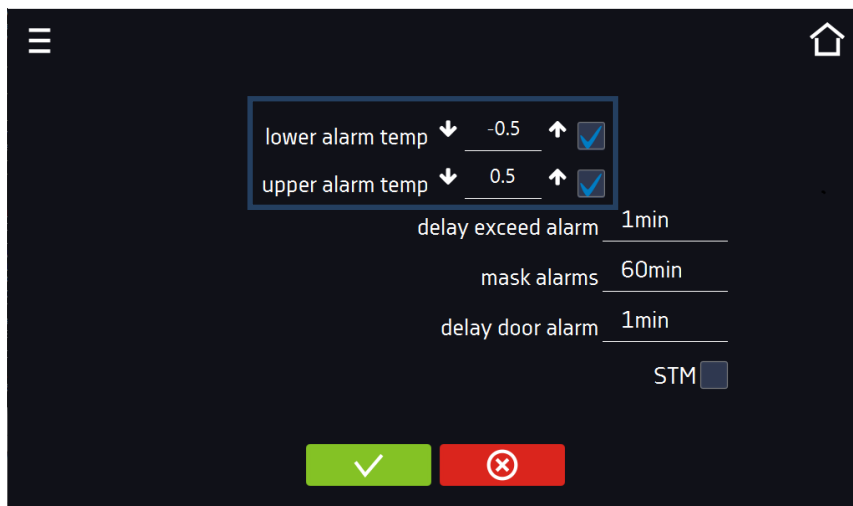 lower alarm temp -0.5
upper alarm temp 0.5
delay exceed alarm 1min
mask alarms 60min
delay door alarm 1min
STM